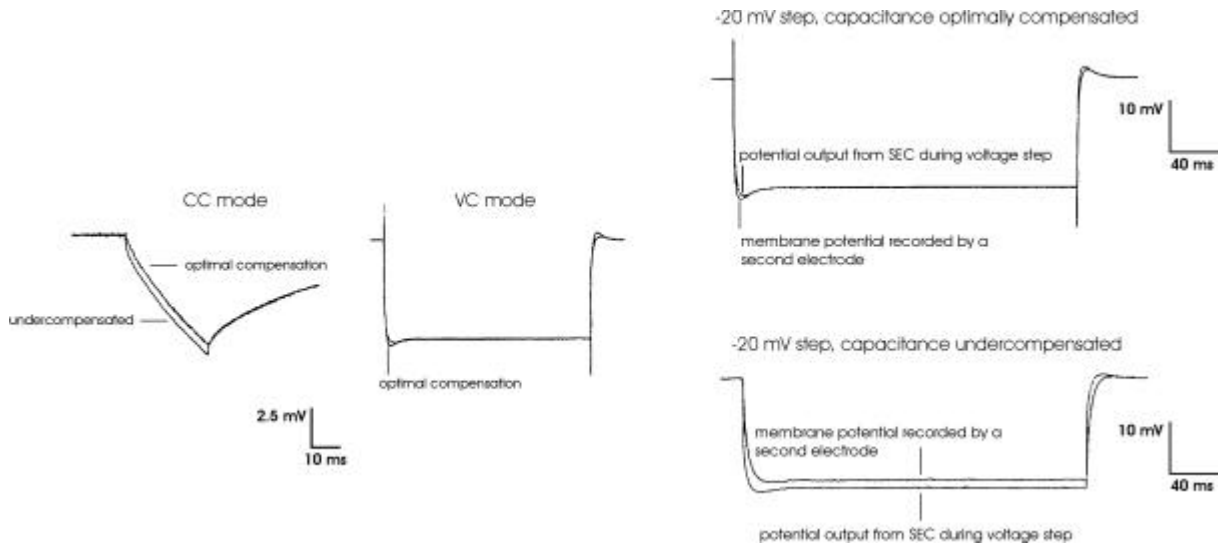 CC mode
VC mode
optimal compensation
undercompensated
optimal compensation
2.5 mV
10 ms
-20 mV step, capacitance optimally compensated
10 mV
40 ms
potential output from SEC during voltage step
membrane potential recorded by a
second electrode
-20 mV step, capacitance undercompensated
membrane potential recorded by a
second electrode
10 mV
40 ms
potential output from SEC during voltage step